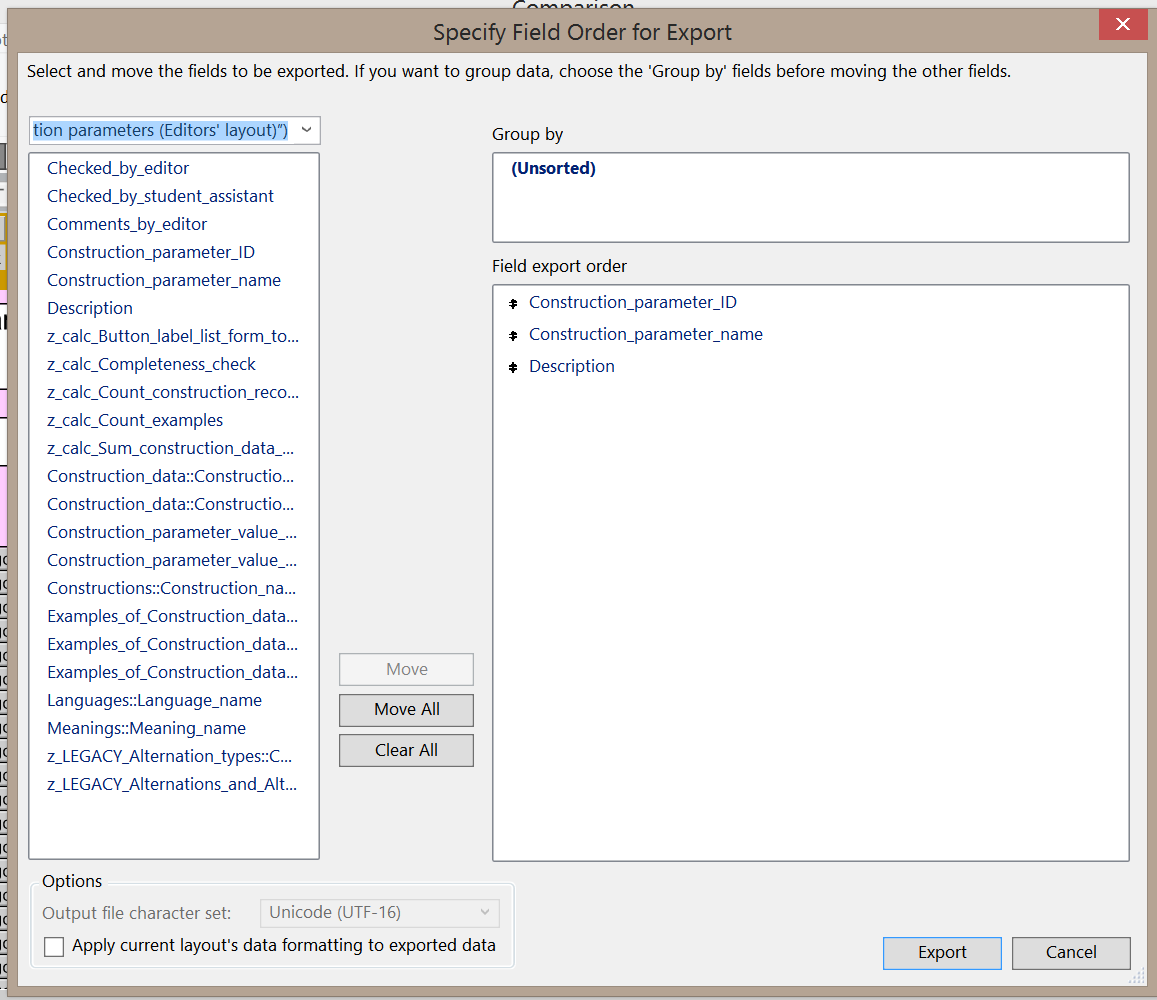 Comparison
Specify Field Order for Export
Select and move the fields to be exported. If you want to group data, choose the 'Group by' fields before moving the other fields.
tion parameters (Editors' layout)")
Checked_by_editor
Checked_by_student_assistant
Comments_by_editor
Construction_parameter_ID
Construction_parameter_name
Description
z_calc_Button_label_list_form_to...
z_calc_Completeness_check
z_calc_Count_construction_reco...
z_calc_Count_examples
z_calc_Sum_construction_data_...
Construction_data::Constructio...
Construction_data::Constructio...
Construction_parameter_value_...
Construction_parameter_value_...
Constructions::Construction_na...
Examples_of_Construction_data...
Examples_of_Construction_data...
Examples_of_Construction_data...
Languages::Language_name
Meanings::Meaning_name
z_LEGACY_Alternation_types::C...
z_LEGACY_Alternations_and_Alt...
Move
Move All
Clear All
Group by
(Unsorted)
Field export order
Construction_parameter_ID
Construction_parameter_name
Description
Options
Output file character set:
Unicode (UTF-16)
Apply current layout's data formatting to exported data
Export
Cancel